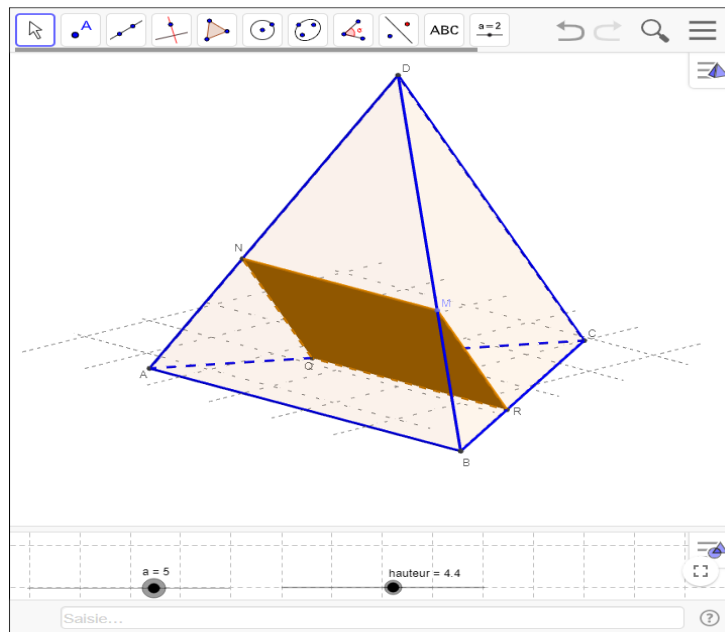 A
α
ABC
a=2
D
N
M
C
A
Q
R
B
a = 5
hauteur = 4.4
Saisie...
?